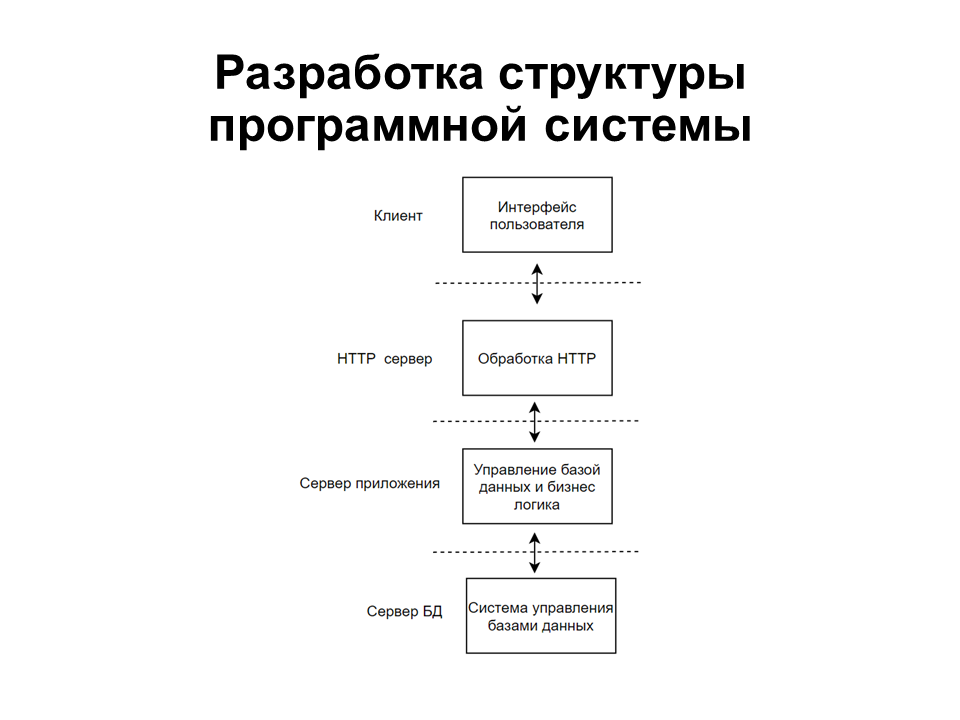 Разработка структуры
программной системы
Клиент
Интерфейс
пользователя
HTTP сервер
Обработка HTTP
Сервер приложения
Управление базой
данных и бизнес
логика
Сервер БД
Система управления
базами данных